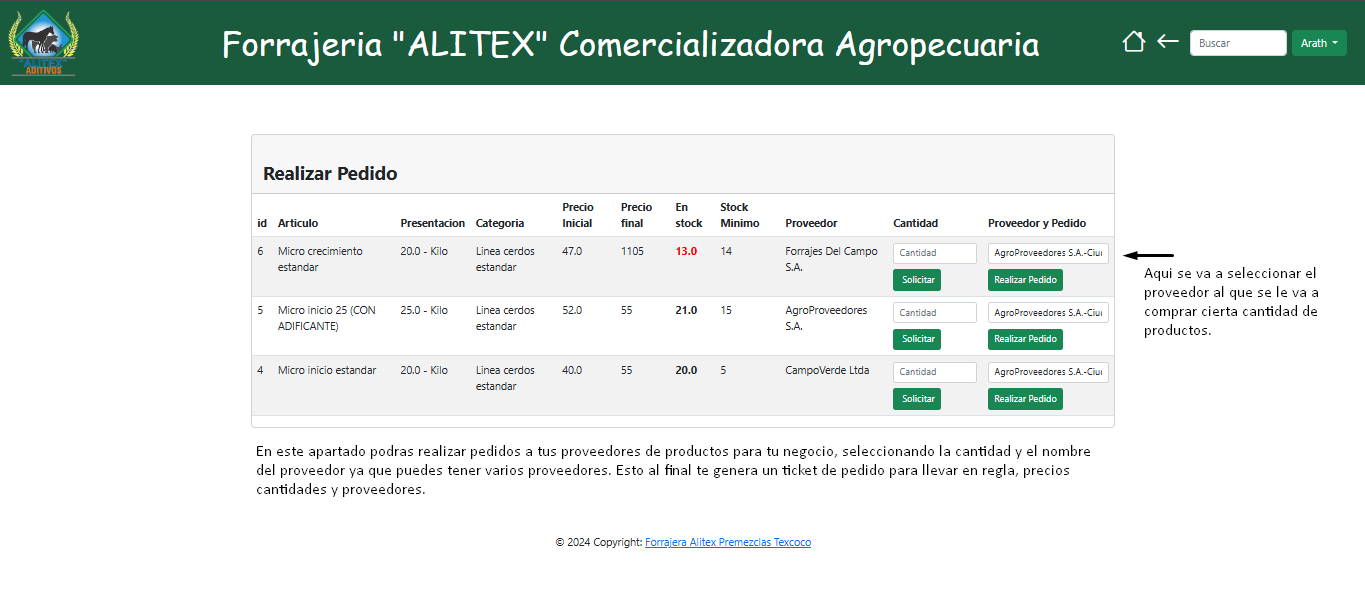 Forrajeria "ALITEX" Comercializadora Agropecuaria
Buscar
Arath
"ALITEX"
ADITIVOS
Realizar Pedido
id Articulo Presentacion Categoria Precio Inicial Precio final En stock Stock Minimo Proveedor Cantidad Proveedor y Pedido
6 Micro crecimiento estandar 20.0 - Kilo Linea cerdos estandar 47.0 1105 13.0 14 Forrajes Del Campo S.A. Cantidad AgroProveedores S.A.-Ciu
Solicitar Realizar Pedido
5 Micro inicio 25 (CON ADIFICANTE) 25.0 - Kilo Linea cerdos estandar 52.0 55 21.0 15 AgroProveedores S.A. Cantidad AgroProveedores S.A.-Ciu
Solicitar Realizar Pedido
4 Micro inicio estandar 20.0 - Kilo Linea cerdos estandar 40.0 55 20.0 5 CampoVerde Ltda Cantidad AgroProveedores S.A.-Ciu
Solicitar Realizar Pedido
Aqui se va a seleccionar el
proveedor al que se le va a
comprar cierta cantidad de
productos.
En este apartado podras realizar pedidos a tus proveedores de productos para tu negocio, seleccionando la cantidad y el nombre
del proveedor ya que puedes tener varios proveedores. Esto al final te genera un ticket de pedido para llevar en regla, precios
cantidades y proveedores.
© 2024 Copyright: Forrajera Alitex Premezclas Texcoco